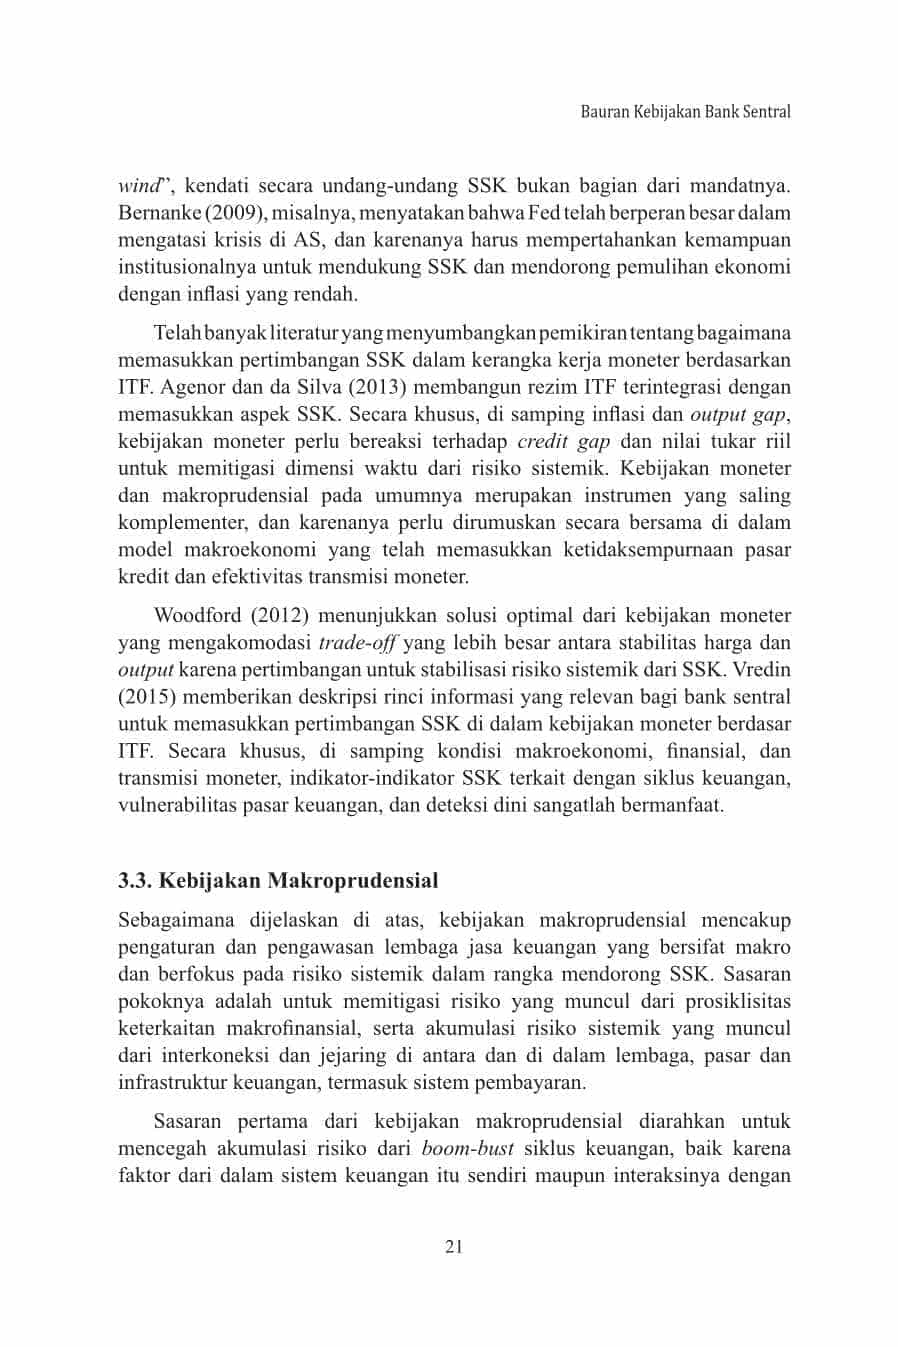 Bauran Kebijakan Bank Sentral
wind”, kendati secara undang-undang SSK bukan bagian dari mandatnya.
Bernanke (2009), misalnya, menyatakan bahwa Fed telah berperan besar dalam
mengatasi krisis di AS, dan karenanya harus mempertahankan kemampuan
institusionalnya untuk mendukung SSK dan mendorong pemulihan ekonomi
dengan inflasi yang rendah.
Telah banyak literatur yang menyumbangkan pemikiran tentang bagaimana
memasukkan pertimbangan SSK dalam kerangka kerja moneter berdasarkan
ITF. Agenor dan da Silva (2013) membangun rezim ITF terintegrasi dengan
memasukkan aspek SSK. Secara khusus, di samping inflasi dan output gap,
kebijakan moneter perlu bereaksi terhadap credit gap dan nilai tukar riil
untuk memitigasi dimensi waktu dari risiko sistemik. Kebijakan moneter
dan makroprudensial pada umumnya merupakan instrumen yang saling
komplementer, dan karenanya perlu dirumuskan secara bersama di dalam
model makroekonomi yang telah memasukkan ketidaksempurnaan pasar
kredit dan efektivitas transmisi moneter.
Woodford (2012) menunjukkan solusi optimal dari kebijakan moneter
yang mengakomodasi trade-off yang lebih besar antara stabilitas harga dan
output karena pertimbangan untuk stabilisasi risiko sistemik dari SSK. Vredin
(2015) memberikan deskripsi rinci informasi yang relevan bagi bank sentral
untuk memasukkan pertimbangan SSK di dalam kebijakan moneter berdasar
ITF. Secara khusus, di samping kondisi makroekonomi, finansial, dan
transmisi moneter, indikator-indikator SSK terkait dengan siklus keuangan,
vulnerabilitas pasar keuangan, dan deteksi dini sangatlah bermanfaat.
3.3. Kebijakan Makroprudensial
Sebagaimana dijelaskan di atas, kebijakan makroprudensial mencakup
pengaturan dan pengawasan lembaga jasa keuangan yang bersifat makro
dan berfokus pada risiko sistemik dalam rangka mendorong SSK. Sasaran
pokoknya adalah untuk memitigasi risiko yang muncul dari prosiklisitas
keterkaitan makrofinansial, serta akumulasi risiko sistemik yang muncul
dari interkoneksi dan jejaring di antara dan di dalam lembaga, pasar dan
infrastruktur keuangan, termasuk sistem pembayaran.
Sasaran pertama dari kebijakan makroprudensial diarahkan untuk
mencegah akumulasi risiko dari boom-bust siklus keuangan, baik karena
faktor dari dalam sistem keuangan itu sendiri maupun interaksinya dengan
21